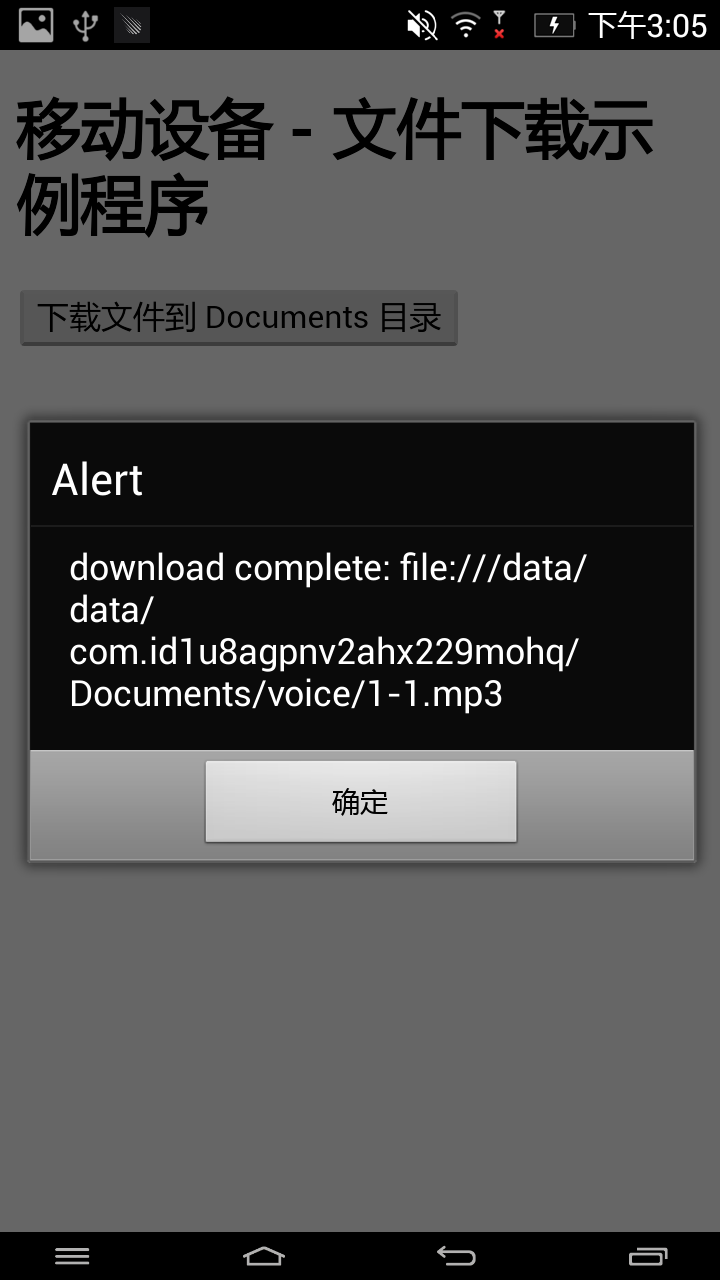 下午3:05
移动设备 - 文件下载示
例程序
下载文件到 Documents 目录
Alert
download complete: file:///data/
data/
com.id1u8agpnv2ahx229mohq/
Documents/voice/1-1.mp3
确定